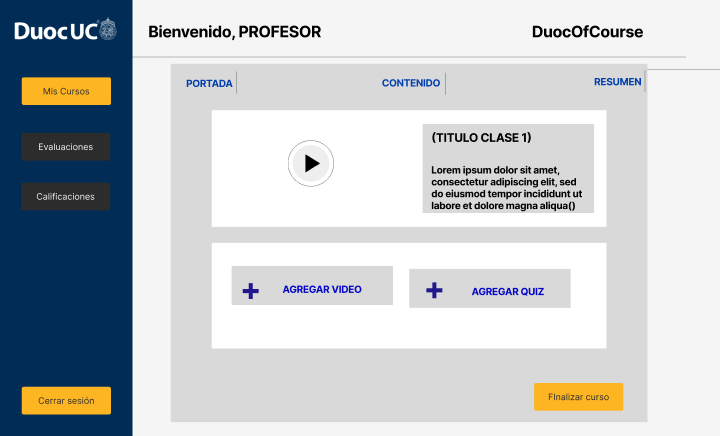 Duoc UC
Bienvenido, PROFESOR
DuocOfCourse
Mis Cursos
Evaluaciones
Calificaciones
Cerrar sesión
PORTADA
CONTENIDO
RESUMEN
(TITULO CLASE 1)
Lorem ipsum dolor sit amet,
consectetur adipiscing elit, sed
do eiusmod tempor incididunt ut
labore et dolore magna aliqua()
AGREGAR VIDEO
AGREGAR QUIZ
FInalizar curso